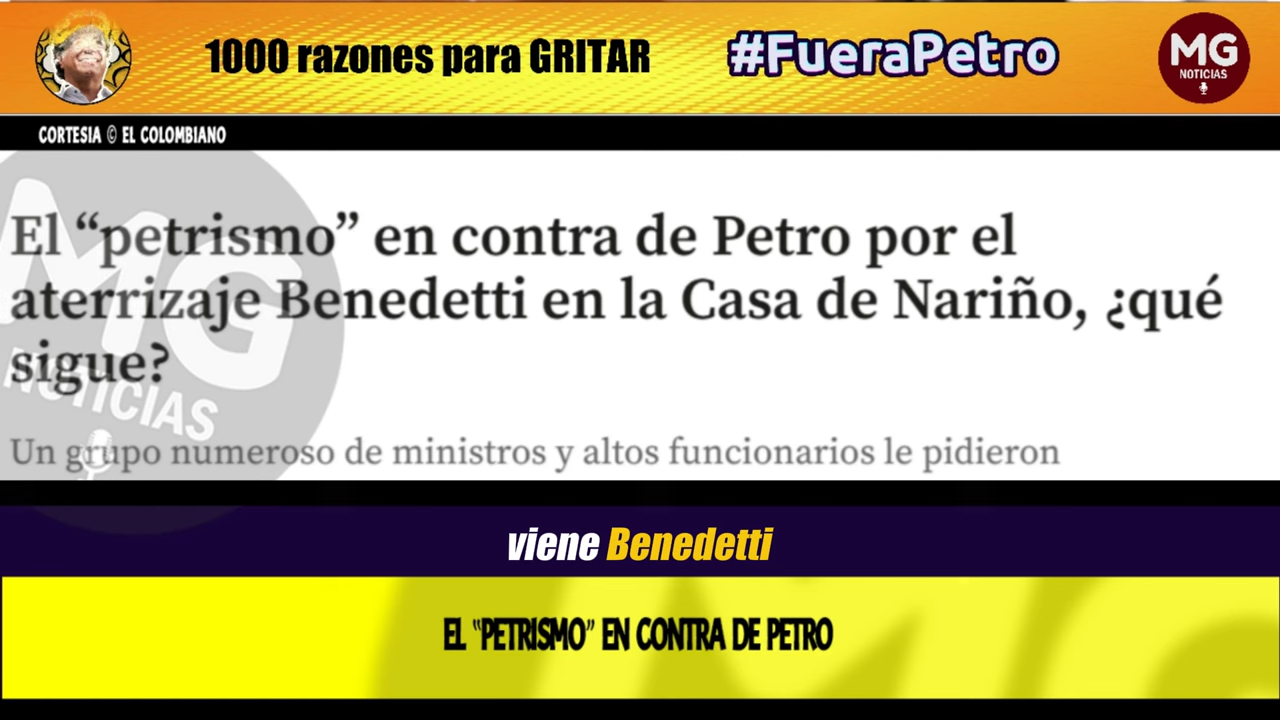 1000 razones para GRITAR
#FueraPetro
MG
NOTICIAS
CORTESIA © EL COLOMBIANO
El “petrismo” en contra de Petro por el
aterrizaje Benedetti en la Casa de Nariño, ¿qué
sigue?
MG
NOTICIAS
Un grupo numeroso de ministros y altos funcionarios le pidieron
viene Benedetti
EL “PETRISMO” EN CONTRA DE PETRO